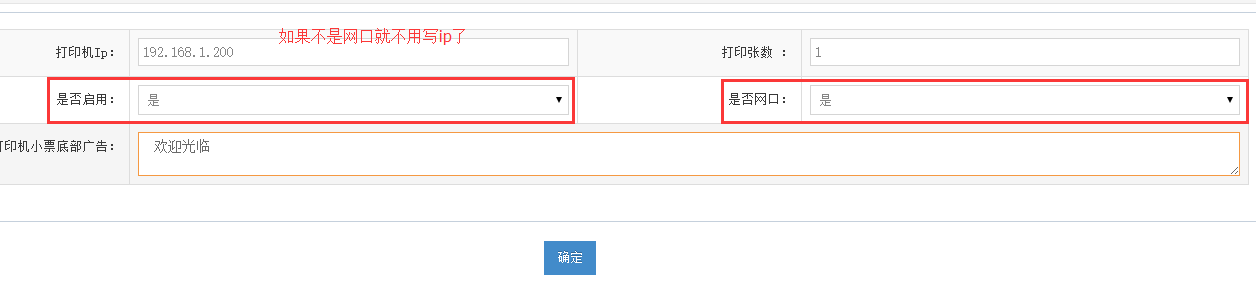 如果不是网口就不用写ip了
打印机Ip： 192.168.1.200 打印张数 ： 1
是否启用： 是 是否网口： 是
打印机小票底部广告： 欢迎光临
确定